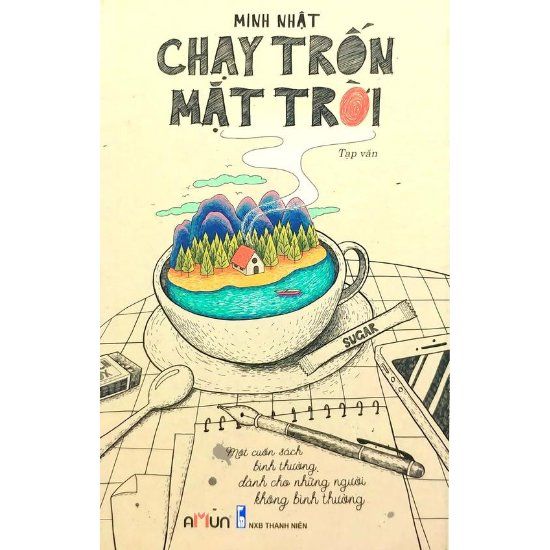 MINH NHẬT
CHẠY TRỐN
MẶT TRỜI
Tạp văn
SUGAR
Một cuốn sách
bình thường,
dành cho những người
không bình thường
AMUN NXB THANH NIÊN